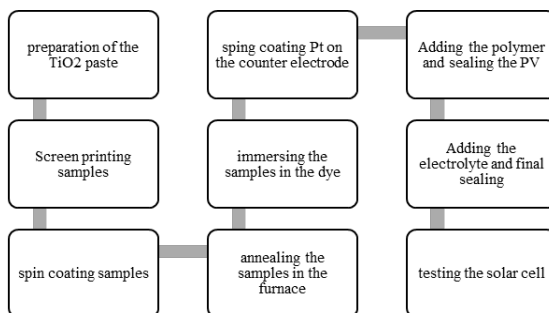 preparation of the
TiO2 paste
Screen printing
samples
spin coating samples
annealing the
samples in the
furnace
immersing the
samples in the dye
sping coating Pt on
the counter electrode
Adding the polymer
and sealing the PV
Adding the
electrolyte and final
sealing
testing the solar cell